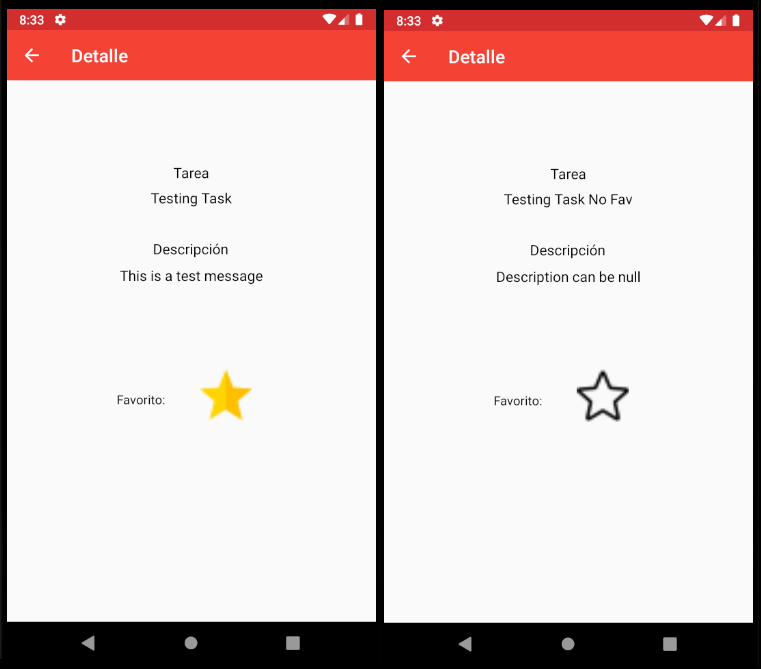 8:33
Detalle
Tarea
Testing Task
Descripción
This is a test message
Favorito:
8:33
Detalle
Tarea
Testing Task No Fav
Descripción
Description can be null
Favorito: